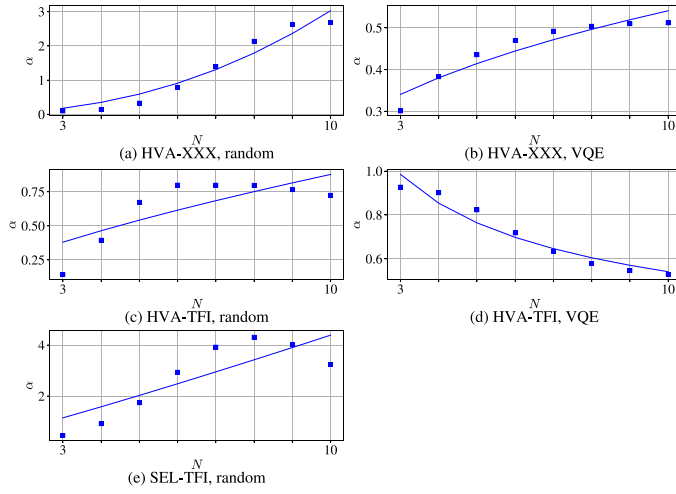 3
2
1
0
α
3
10
N
(a) HVA-XXX, random
0.5
0.4
0.3
α
3
10
N
(b) HVA-XXX, VQE
0.75
0.50
0.25
α
3
10
N
(c) HVA-TFI, random
1.0
0.8
0.6
α
3
10
N
(d) HVA-TFI, VQE
4
2
α
3
10
N
(e) SEL-TFI, random